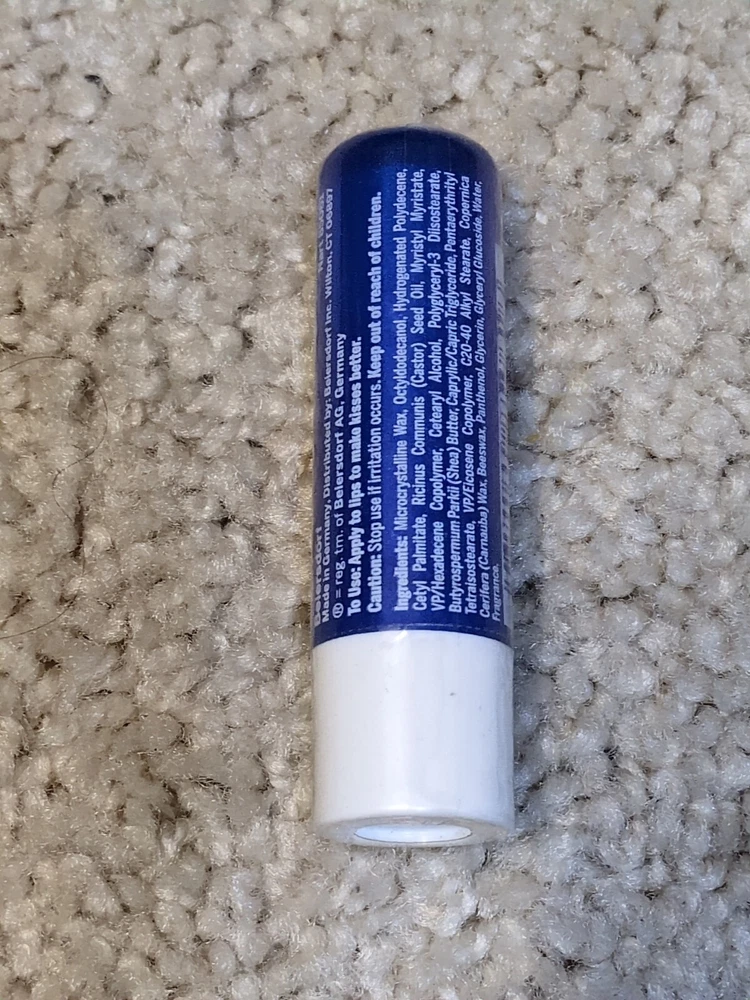 Beiersdorf
Made in Germany, Distributed by: Beiersdorf Inc. Wilton, CT 06897
® = reg. tm. of Beiersdorf AG, Germany
To Use: Apply to lips to make kisses better.
Caution: Stop use if irritation occurs. Keep out of reach of children.
Ingredients: Microcrystalline Wax, Octyldodecanol, Hydrogenated Polydecene,
Cetyl Palmitate, Ricinus Communis (Castor) Seed Oil, Myristyl Myristate,
VP/Hexadecene Copolymer, Cetearyl Alcohol, Polyglyceryl-3 Diisostearate,
Butyrospermum Parkii (Shea) Butter, Caprylic/Capric Triglyceride, Pentaerythrityl
Tetraisostearate, VP/Eicosene Copolymer, C20-40 Alkyl Stearate, Copernica
Cerifera (Carnauba) Wax, Beeswax, Panthenol, Glycerin, Glyceryl Glucoside, Water,
Fragrance.